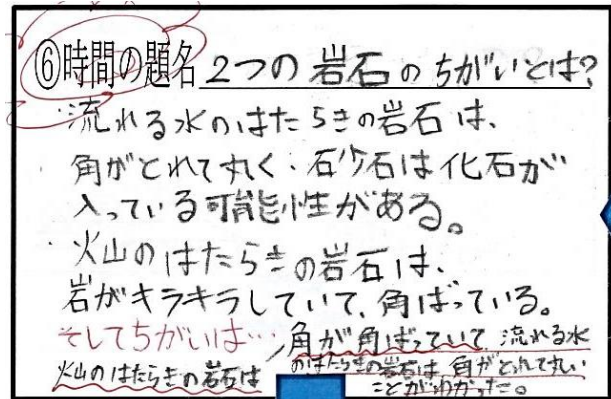 ⑥時間の題名 2つの岩石のちがいとは?
・流れる水のはたらきの岩石は、
角がとれて丸く、石砂石は化石が
入っている可能性がある。
・火山のはたらきの岩石は、
岩がキラキラしていて、角ばっている。
そしてちがいは…
火山のはたらきの岩石は
角が角ばっていて 流れる水
のはたらきの岩石は 角がとれて丸い
ことがわかった。